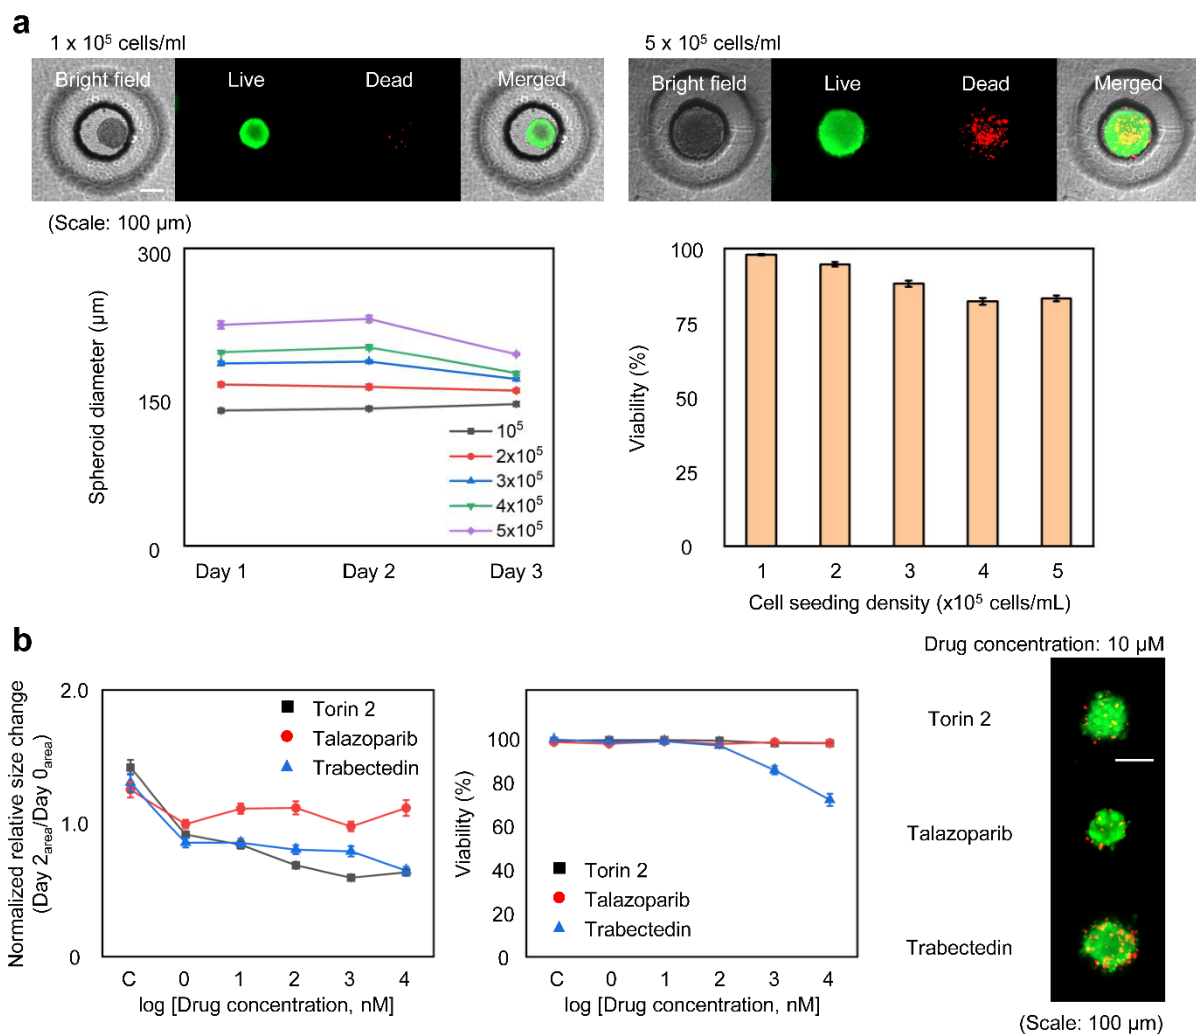 a
1 x 10⁵ cells/ml
5 x 10⁵ cells/ml
Bright field
Live
Dead
Merged
Bright field
Live
Dead
Merged
(Scale: 100 µm)
300
150
0
Spheroid diameter (µm)
10⁵
2x10⁵
3x10⁵
4x10⁵
5x10⁵
Day 1
Day 2
Day 3
100
75
50
25
0
Viability (%)
1
2
3
4
5
Cell seeding density (x10⁵ cells/mL)
b
2.0
1.0
0
Normalized relative size change
(Day 2area/Day 0area)
Torin 2
Talazoparib
Trabectedin
C
0
1
2
3
4
log [Drug concentration, nM]
100
80
60
40
20
0
Viability (%)
Torin 2
Talazoparib
Trabectedin
C
0
1
2
3
4
log [Drug concentration, nM]
Drug concentration: 10 µM
Torin 2
Talazoparib
Trabectedin
(Scale: 100 µm)